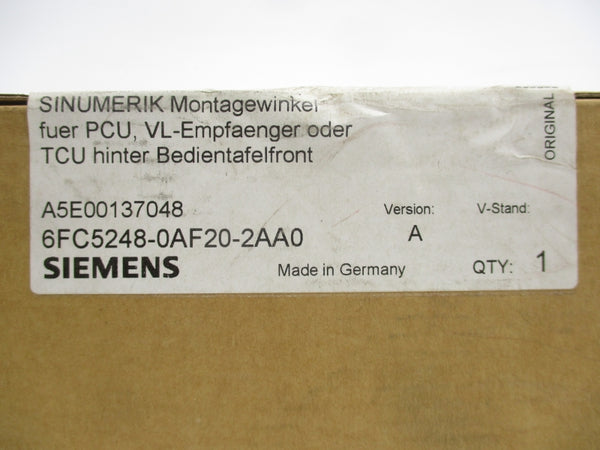 SINUMERIK Montagewinkel
fuer PCU, VL-Empfaenger oder
TCU hinter Bedientafelfront
ORIGINAL
A5E00137048
Version:
V-Stand:
6FC5248-0AF20-2AA0
A
SIEMENS
Made in Germany
QTY: 1